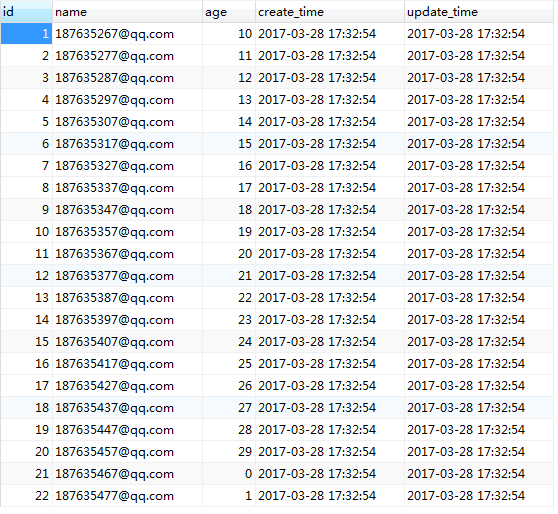 id name age create_time update_time
1 187635267@qq.com 10 2017-03-28 17:32:54 2017-03-28 17:32:54
2 187635277@qq.com 11 2017-03-28 17:32:54 2017-03-28 17:32:54
3 187635287@qq.com 12 2017-03-28 17:32:54 2017-03-28 17:32:54
4 187635297@qq.com 13 2017-03-28 17:32:54 2017-03-28 17:32:54
5 187635307@qq.com 14 2017-03-28 17:32:54 2017-03-28 17:32:54
6 187635317@qq.com 15 2017-03-28 17:32:54 2017-03-28 17:32:54
7 187635327@qq.com 16 2017-03-28 17:32:54 2017-03-28 17:32:54
8 187635337@qq.com 17 2017-03-28 17:32:54 2017-03-28 17:32:54
9 187635347@qq.com 18 2017-03-28 17:32:54 2017-03-28 17:32:54
10 187635357@qq.com 19 2017-03-28 17:32:54 2017-03-28 17:32:54
11 187635367@qq.com 20 2017-03-28 17:32:54 2017-03-28 17:32:54
12 187635377@qq.com 21 2017-03-28 17:32:54 2017-03-28 17:32:54
13 187635387@qq.com 22 2017-03-28 17:32:54 2017-03-28 17:32:54
14 187635397@qq.com 23 2017-03-28 17:32:54 2017-03-28 17:32:54
15 187635407@qq.com 24 2017-03-28 17:32:54 2017-03-28 17:32:54
16 187635417@qq.com 25 2017-03-28 17:32:54 2017-03-28 17:32:54
17 187635427@qq.com 26 2017-03-28 17:32:54 2017-03-28 17:32:54
18 187635437@qq.com 27 2017-03-28 17:32:54 2017-03-28 17:32:54
19 187635447@qq.com 28 2017-03-28 17:32:54 2017-03-28 17:32:54
20 187635457@qq.com 29 2017-03-28 17:32:54 2017-03-28 17:32:54
21 187635467@qq.com 0 2017-03-28 17:32:54 2017-03-28 17:32:54
22 187635477@qq.com 1 2017-03-28 17:32:54 2017-03-28 17:32:54